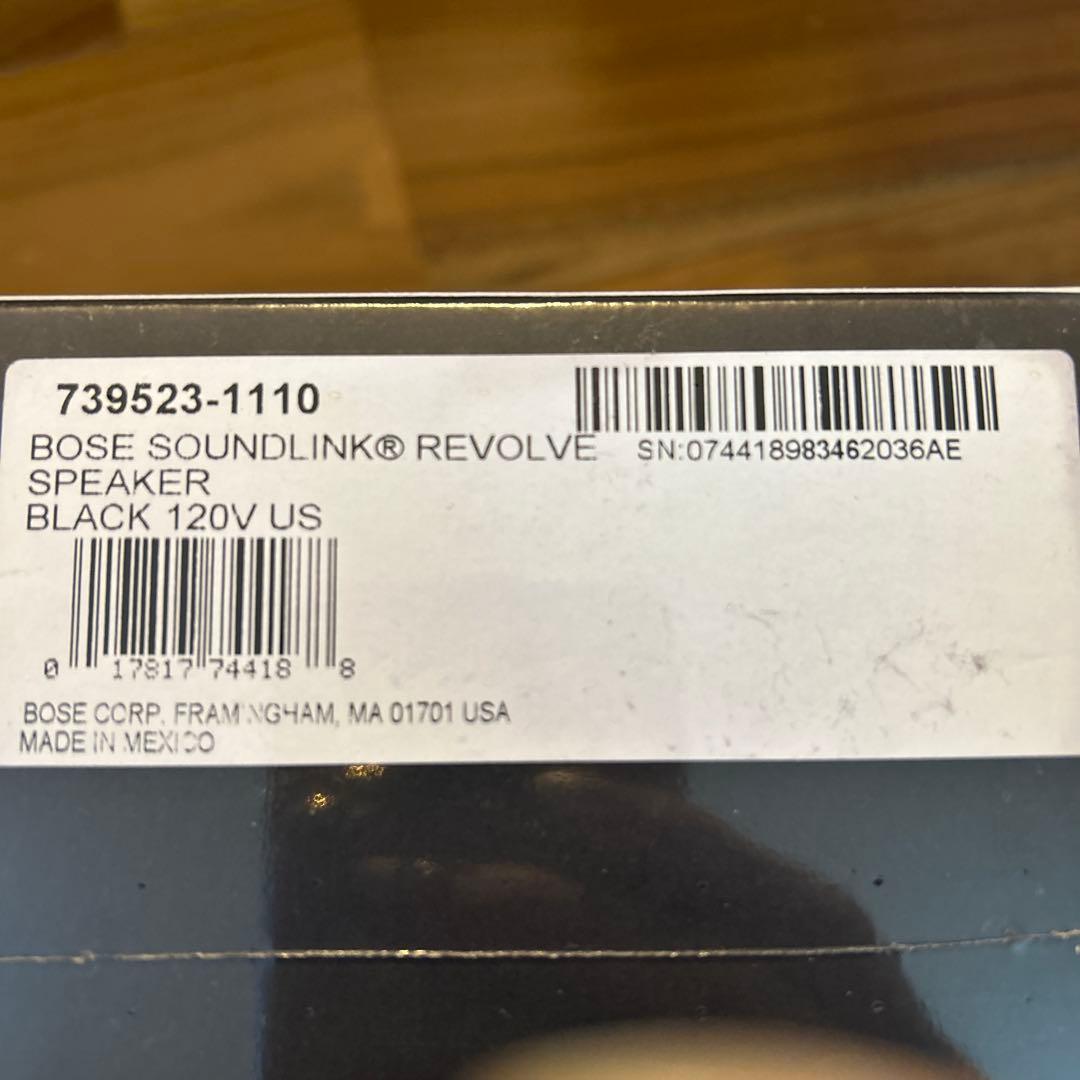 739523-1110
BOSE SOUNDLINK® REVOLVE
SPEAKER
BLACK 120V US
SN:074418983462036AE
0 17817 74418 8
BOSE CORP. FRAMINGHAM, MA 01701 USA
MADE IN MEXICO